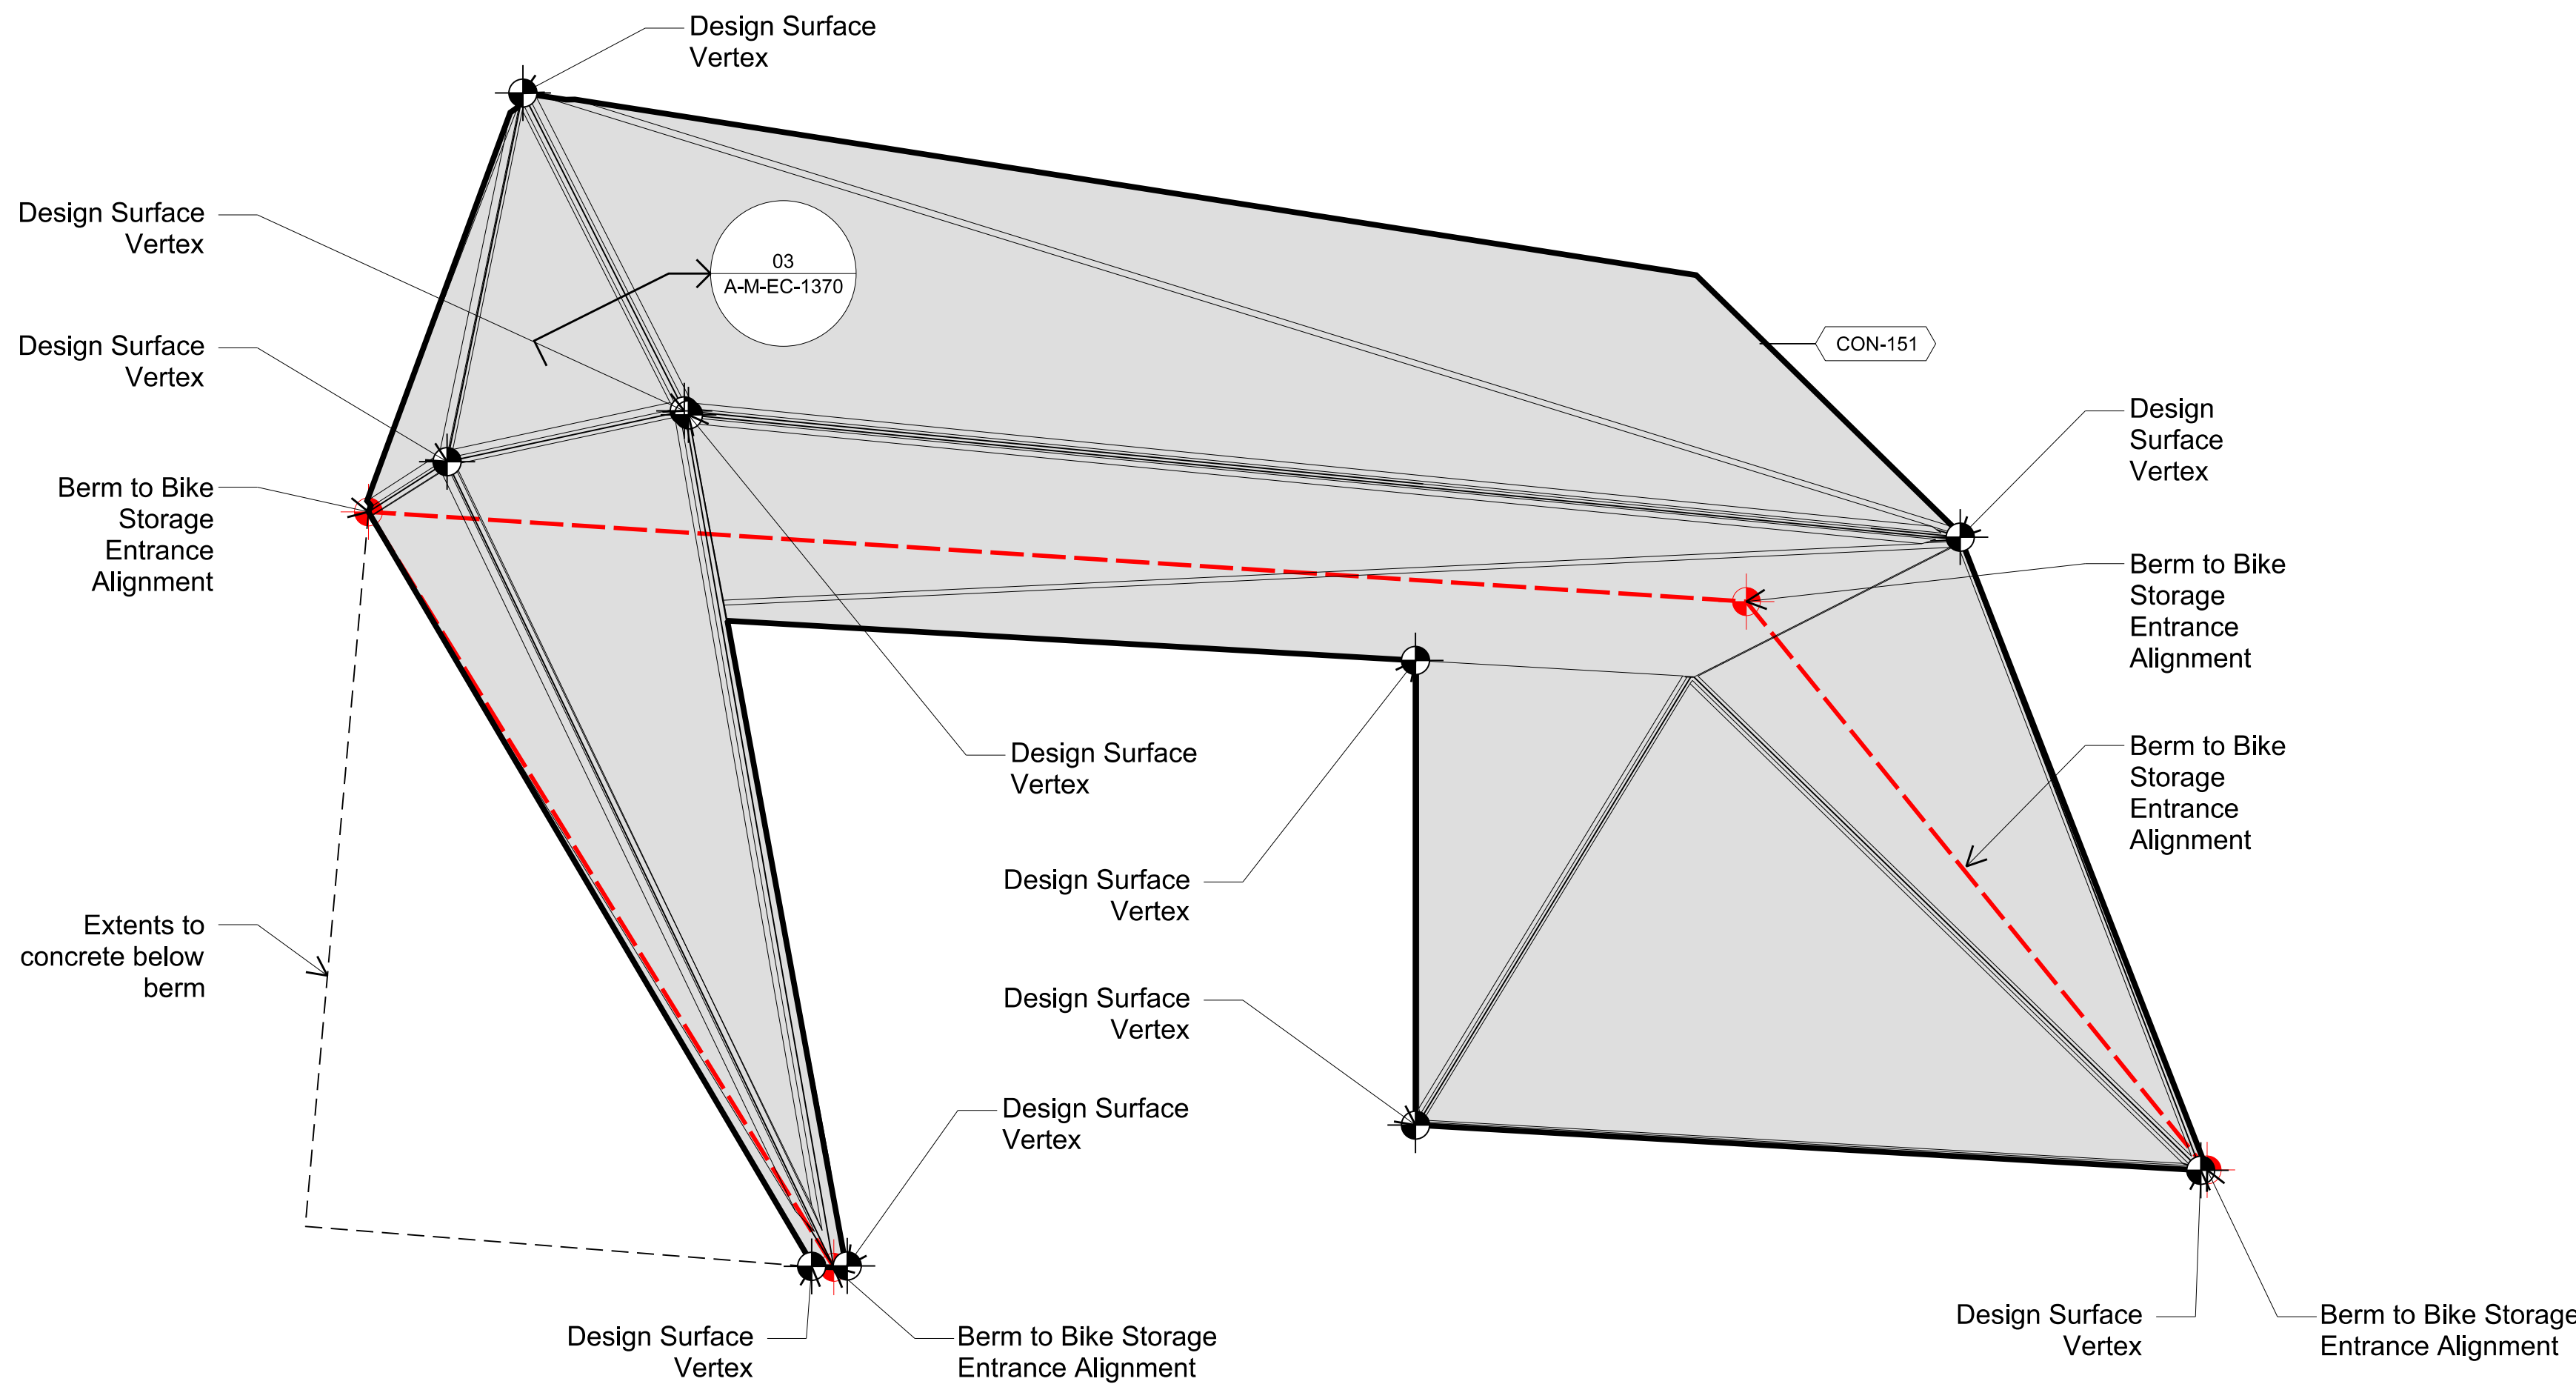 Design Surface
Vertex
Design Surface
Vertex
03
A-M-EC-1370
Design Surface
Vertex
CON-151
Design
Surface
Vertex
Berm to Bike
Storage
Entrance
Alignment
Berm to Bike
Storage
Entrance
Alignment
Design Surface
Vertex
Berm to Bike
Storage
Entrance
Alignment
Design Surface
Vertex
Extents to
concrete below
berm
Design Surface
Vertex
Design Surface
Vertex
Design Surface
Vertex
Berm to Bike Storage
Entrance Alignment
Design Surface
Vertex
Berm to Bike Storage
Entrance Alignment